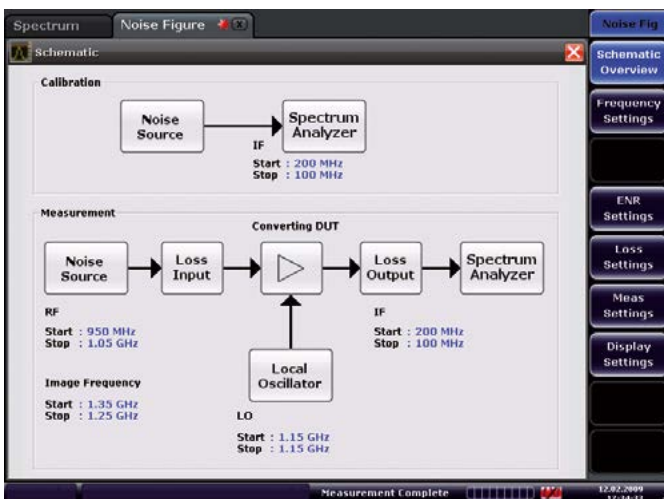 Spectrum
Noise Figure
Noise Fig
Schematic
Schematic Overview
Calibration
Noise Source
Spectrum Analyzer
IF
Start : 200 MHz
Stop : 100 MHz
Frequency Settings
ENR Settings
Measurement
Converting DUT
Noise Source
Loss Input
Loss Output
Spectrum Analyzer
Loss Settings
Meas Settings
RF
Start : 950 MHz
Stop : 1.05 GHz
IF
Start : 200 MHz
Stop : 100 MHz
Display Settings
Local Oscillator
Image Frequency
Start : 1.35 GHz
Stop : 1.25 GHz
LO
Start : 1.15 GHz
Stop : 1.15 GHz
Measurement Complete
12.02.2009